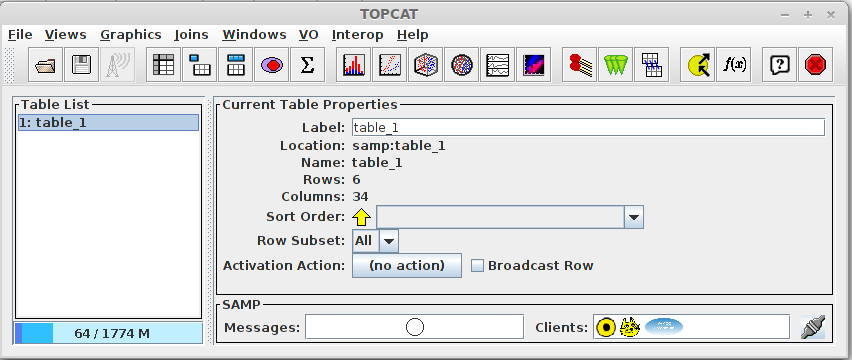 TOPCAT
File Views Graphics Joins Windows VO Interop Help
Σ f(x) ?
Table List
1: table_1
64 / 1774 M
Current Table Properties
Label: table_1
Location: samp:table_1
Name: table_1
Rows: 6
Columns: 34
Sort Order:
Row Subset: All
Activation Action: (no action) Broadcast Row
SAMP
Messages: Clients: